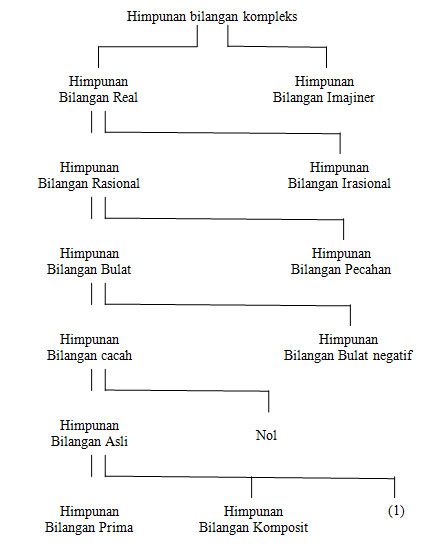 Himpunan bilangan kompleks
Himpunan
Bilangan Real
Himpunan
Bilangan Imajiner
Himpunan
Bilangan Rasional
Himpunan
Bilangan Irasional
Himpunan
Bilangan Bulat
Himpunan
Bilangan Pecahan
Himpunan
Bilangan cacah
Himpunan
Bilangan Bulat negatif
Himpunan
Bilangan Asli
Nol
Himpunan
Bilangan Prima
Himpunan
Bilangan Komposit
(1)